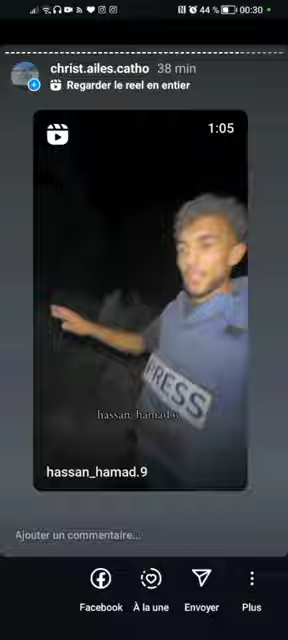 44 %
00:30
christ.ailes.catho 38 min
Regarder le reel en entier
1:05
PRESS
hassan_hamad.9
hassan_hamad.9
Ajouter un commentaire...
Facebook
À la une
Envoyer
Plus